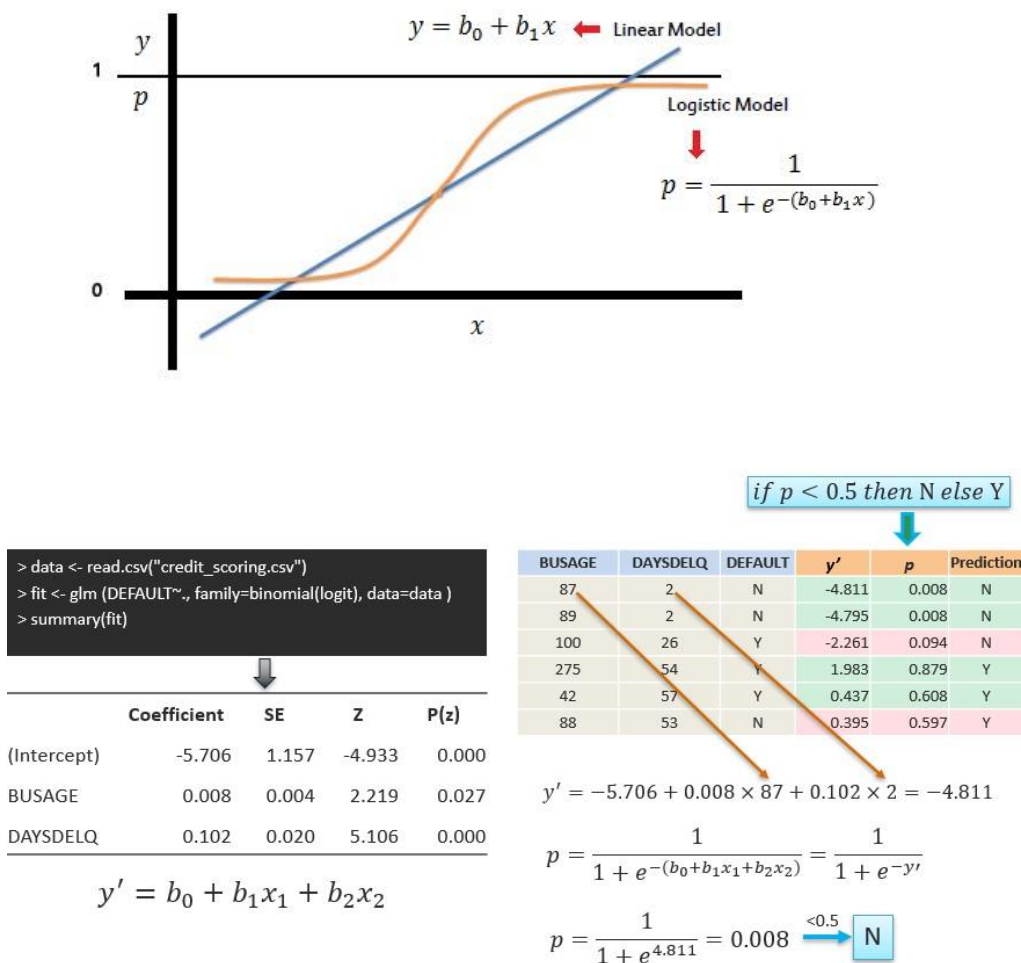 y = b₀ + b₁x
Linear Model
y
1
p
Logistic Model
p = 1 / (1 + e^−(b₀+b₁x))
0
x
if p < 0.5 then N else Y
> data <- read.csv("credit_scoring.csv")
> fit <- glm (DEFAULT~., family=binomial(logit), data=data )
> summary(fit)
Coefficient SE Z P(z)
(Intercept) -5.706 1.157 -4.933 0.000
BUSAGE 0.008 0.004 2.219 0.027
DAYSDELQ 0.102 0.020 5.106 0.000
y′ = b₀ + b₁x₁ + b₂x₂
BUSAGE DAYSDELQ DEFAULT y' p Prediction
87 2 N -4.811 0.008 N
89 2 N -4.795 0.008 N
100 26 Y -2.261 0.094 N
275 54 Y 1.983 0.879 Y
42 57 Y 0.437 0.608 Y
88 53 N 0.395 0.597 Y
y′ = −5.706 + 0.008 × 87 + 0.102 × 2 = −4.811
p = 1 / (1 + e^−(b₀+b₁x₁+b₂x₂)) = 1 / (1 + e^−y′)
p = 1 / (1 + e^4.811) = 0.008 <0.5 N